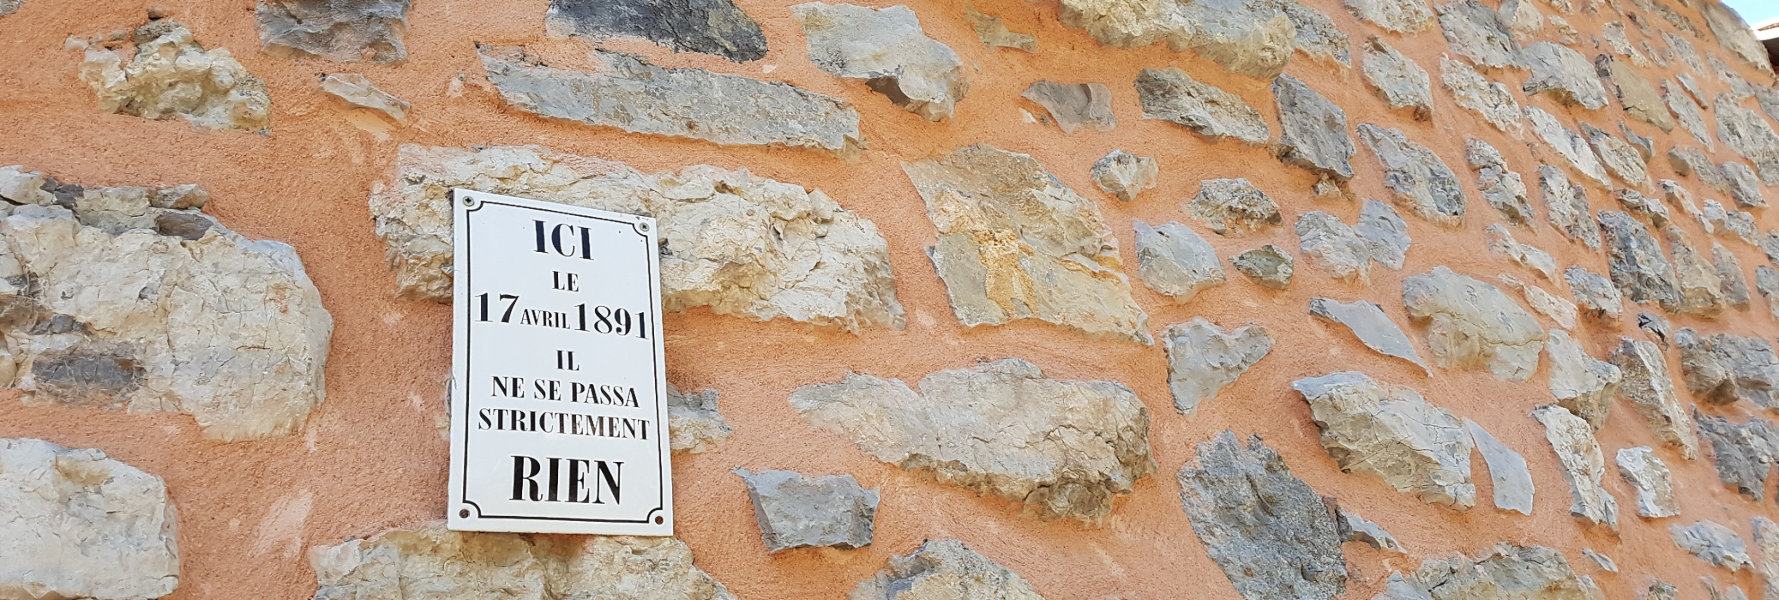 ICI
LE
17 AVRIL 1891
IL
NE SE PASSA
STRICTEMENT
RIEN